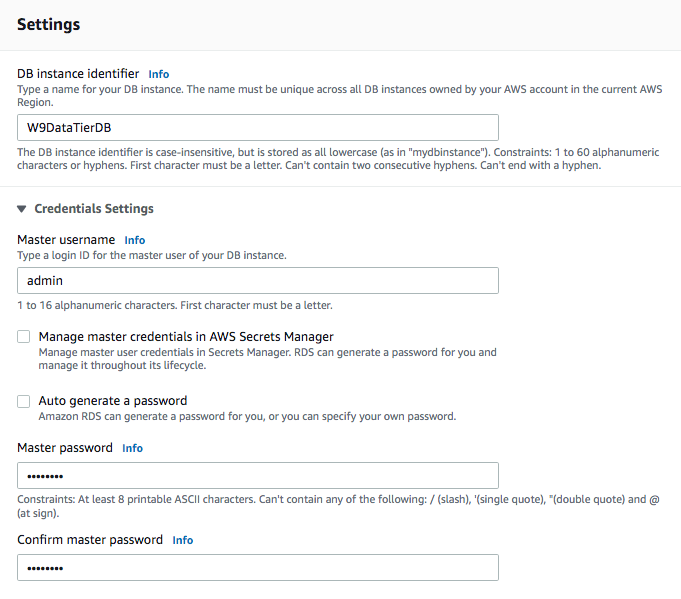 Settings
DB instance identifier Info
Type a name for your DB instance. The name must be unique across all DB instances owned by your AWS account in the current AWS
Region.
W9DataTierDB
The DB instance identifier is case-insensitive, but is stored as all lowercase (as in "mydbinstance"). Constraints: 1 to 60 alphanumeric
characters or hyphens. First character must be a letter. Can't contain two consecutive hyphens. Can't end with a hyphen.
▼ Credentials Settings
Master username Info
Type a login ID for the master user of your DB instance.
admin
1 to 16 alphanumeric characters. First character must be a letter.
Manage master credentials in AWS Secrets Manager
Manage master user credentials in Secrets Manager. RDS can generate a password for you and
manage it throughout its lifecycle.
Auto generate a password
Amazon RDS can generate a password for you, or you can specify your own password.
Master password Info
••••••••
Constraints: At least 8 printable ASCII characters. Can't contain any of the following: / (slash), '(single quote), "(double quote) and @
(at sign).
Confirm master password Info
••••••••